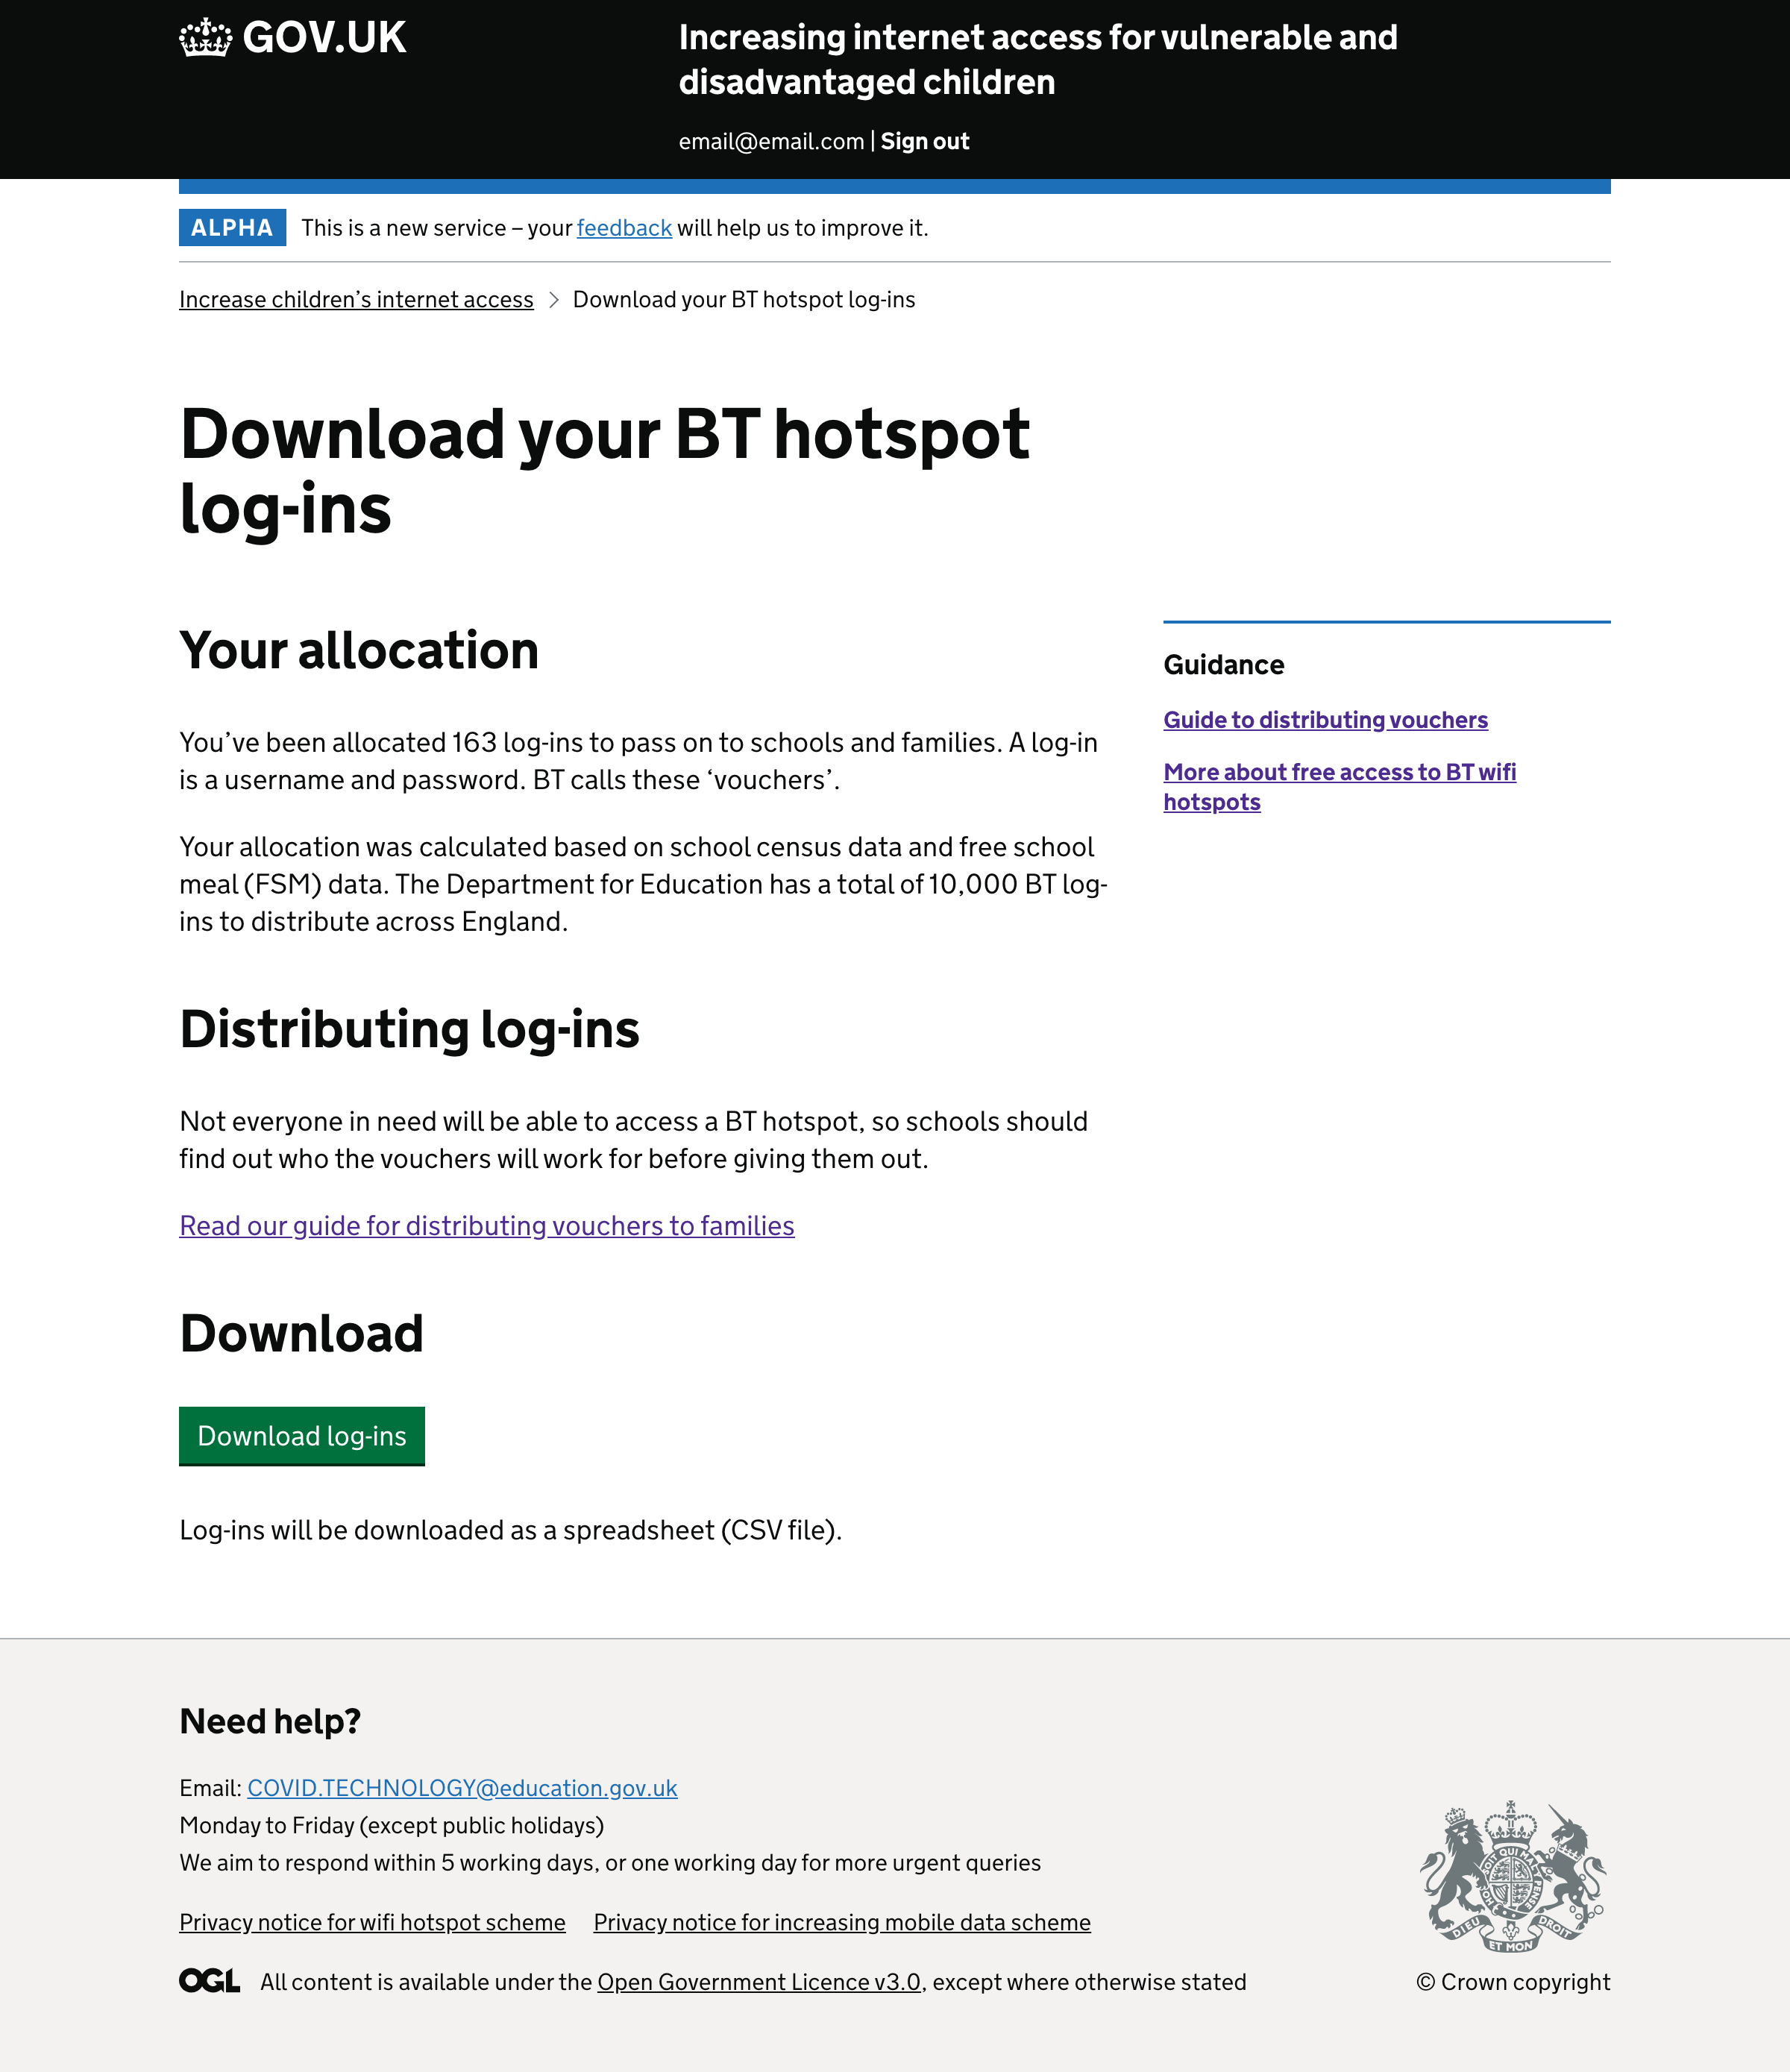 GOV.UK
Increasing internet access for vulnerable and
disadvantaged children
email@email.com | Sign out
ALPHA This is a new service – your feedback will help us to improve it.
Increase children’s internet access > Download your BT hotspot log-ins
Download your BT hotspot
log-ins
Your allocation
You’ve been allocated 163 log-ins to pass on to schools and families. A log-in
is a username and password. BT calls these ‘vouchers’.
Your allocation was calculated based on school census data and free school
meal (FSM) data. The Department for Education has a total of 10,000 BT log-
ins to distribute across England.
Distributing log-ins
Not everyone in need will be able to access a BT hotspot, so schools should
find out who the vouchers will work for before giving them out.
Read our guide for distributing vouchers to families
Download
Download log-ins
Log-ins will be downloaded as a spreadsheet (CSV file).
Guidance
Guide to distributing vouchers
More about free access to BT wifi
hotspots
Need help?
Email: COVID.TECHNOLOGY@education.gov.uk
Monday to Friday (except public holidays)
We aim to respond within 5 working days, or one working day for more urgent queries
Privacy notice for wifi hotspot scheme Privacy notice for increasing mobile data scheme
OGL All content is available under the Open Government Licence v3.0, except where otherwise stated
DIEU ET MON DROIT
© Crown copyright